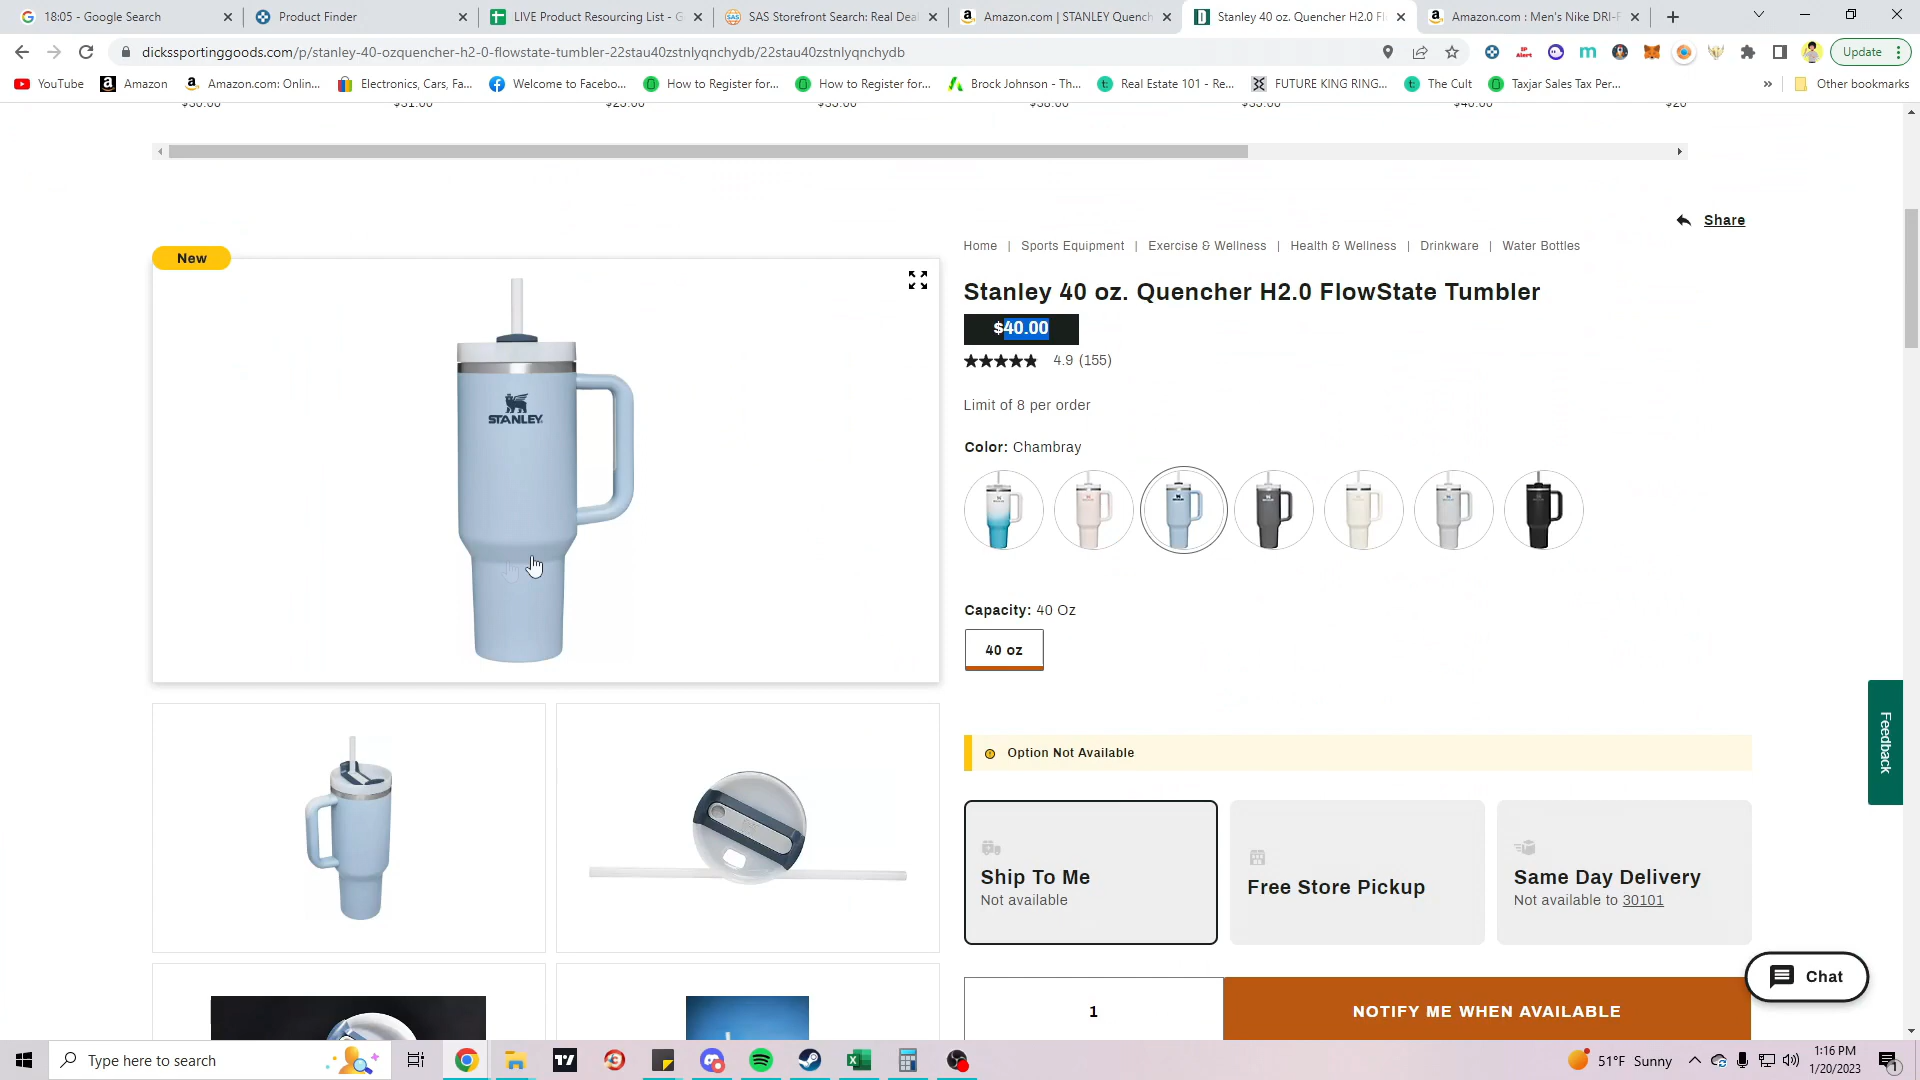 18:05 - Google Search
Product Finder
LIVE Product Resourcing List - G
SAS Storefront Search: Real Deal
Amazon.com | STANLEY Quench
Stanley 40 oz. Quencher H2.0 Fl
Amazon.com : Men's Nike DRI-F
dickssportinggoods.com/p/stanley-40-ozquencher-h2-0-flowstate-tumbler-22stau40zstnlyqnchydb/22stau40zstnlyqnchydb
Update
YouTube
Amazon
Amazon.com: Onlin...
Electronics, Cars, Fa...
Welcome to Facebo...
How to Register for...
How to Register for...
Brock Johnson - Th...
Real Estate 101 - Re...
FUTURE KING RING...
The Cult
Taxjar Sales Tax Per...
»
Other bookmarks
Share
Home | Sports Equipment | Exercise & Wellness | Health & Wellness | Drinkware | Water Bottles
New
Stanley 40 oz. Quencher H2.0 FlowState Tumbler
$40.00
4.9 (155)
Limit of 8 per order
STANLEY
Color: Chambray
Capacity: 40 Oz
40 oz
Option Not Available
Ship To Me
Not available
Free Store Pickup
Same Day Delivery
Not available to 30101
Feedback
Chat
1
NOTIFY ME WHEN AVAILABLE
Type here to search
51°F Sunny
1:16 PM
1/20/2023